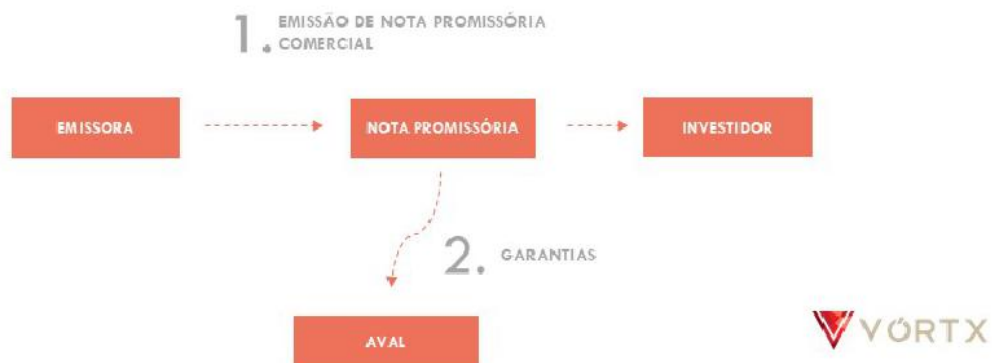 1. EMISSÃO DE NOTA PROMISSÓRIA
COMERCIAL
EMISSORA
NOTA PROMISSÓRIA
INVESTIDOR
2. GARANTIAS
AVAL
VÓRTX